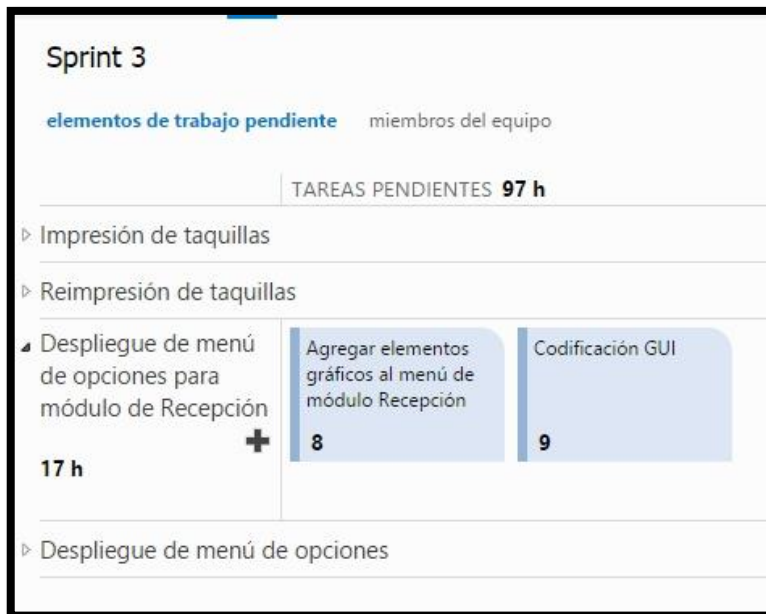 Sprint 3
elementos de trabajo pendiente miembros del equipo
TAREAS PENDIENTES 97 h
Impresión de taquillas
Reimpresión de taquillas
Despliegue de menú
de opciones para
módulo de Recepción
17 h
Agregar elementos
gráficos al menú de
módulo Recepción
8
Codificación GUI
9
Despliegue de menú de opciones